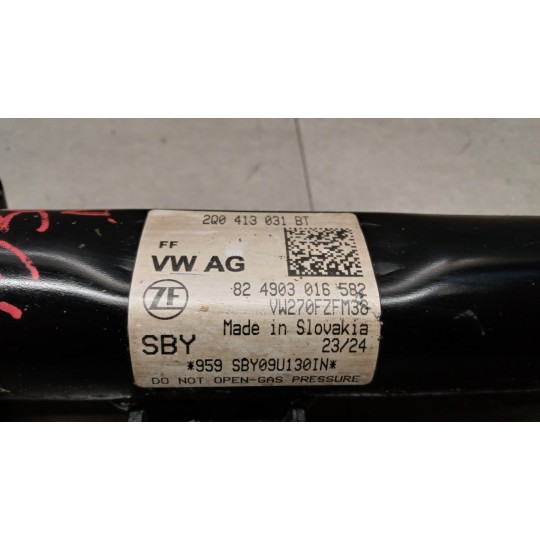 2Q0 413 031 BT
FF
VW AG
ZF
82 4903 016 582
VW270FZFM38
Made in Slovakia
SBY
23/24
*959 SBY09U130IN*
DO NOT OPEN-GAS PRESSURE